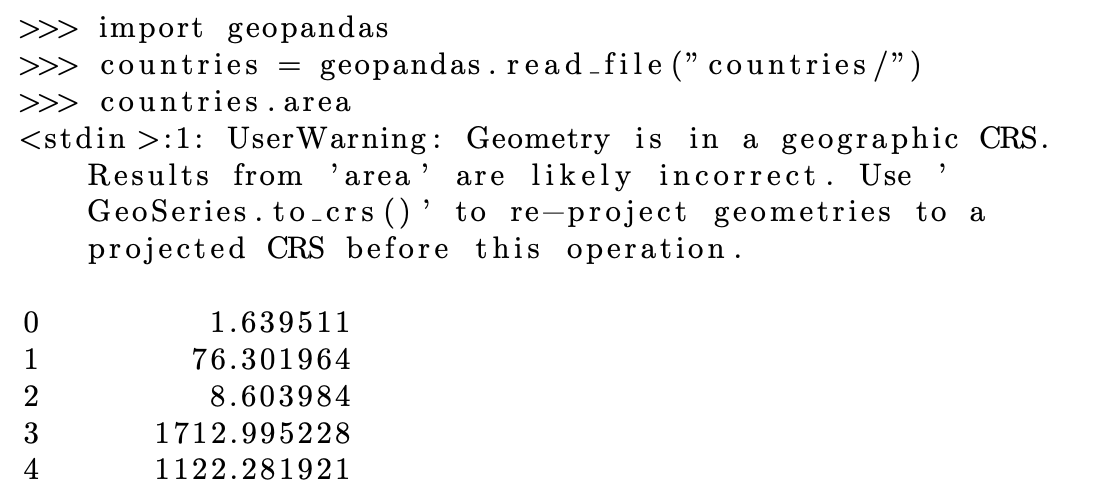 >>> import geopandas
>>> countries = geopandas.read_file("countries/")
>>> countries.area
<stdin>:1: UserWarning: Geometry is in a geographic CRS.
Results from 'area' are likely incorrect. Use '
GeoSeries.to_crs()' to re−project geometries to a
projected CRS before this operation.
0 1.639511
1 76.301964
2 8.603984
3 1712.995228
4 1122.281921